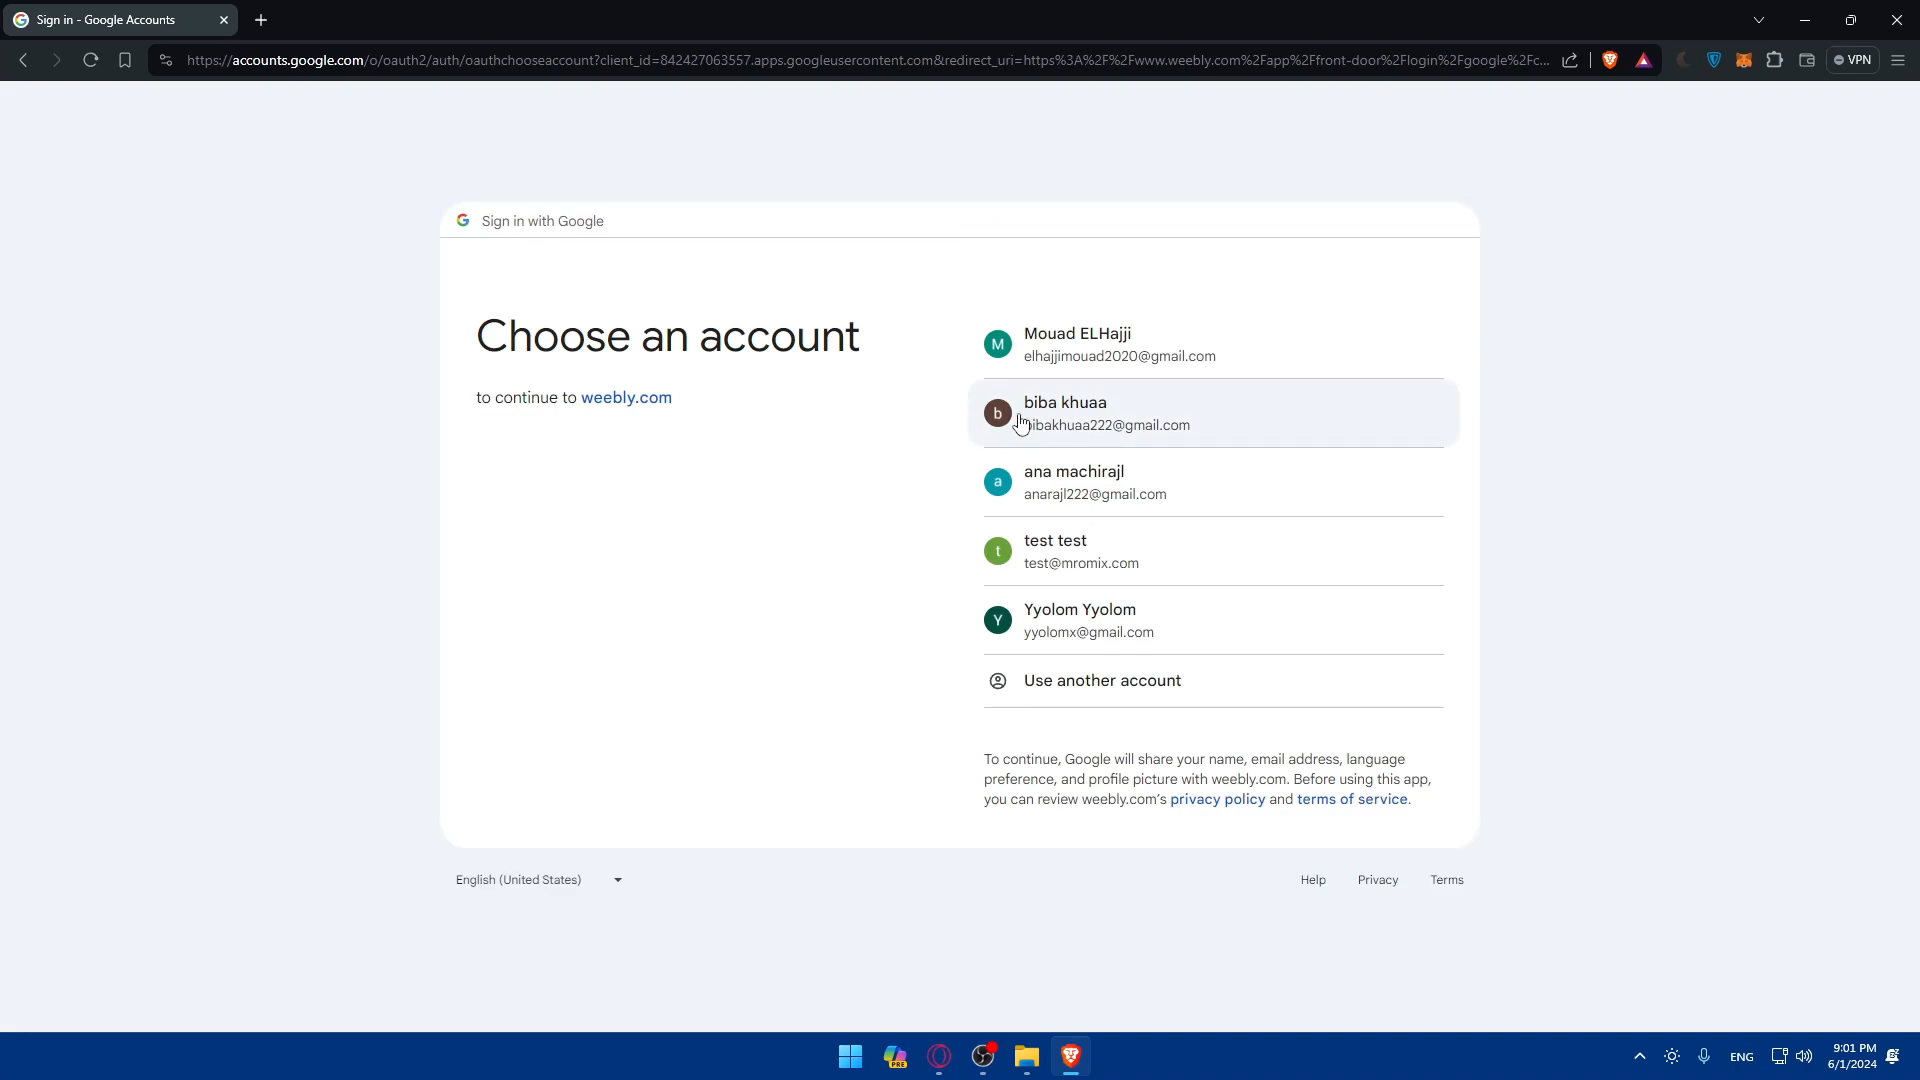 Sign in - Google Accounts
https://accounts.google.com/o/oauth2/auth/oauthchooseaccount?client_id=842427063557.apps.googleusercontent.com&redirect_uri=https%3A%2F%2Fwww.weebly.com%2Fapp%2Ffront-door%2Flogin%2Fgoogle%2Fc...
VPN
Sign in with Google
Choose an account
to continue to weebly.com
M
Mouad ELHajji
elhajjimouad2020@gmail.com
b
biba khuaa
bibakhuaa222@gmail.com
a
ana machirajl
anarajl222@gmail.com
t
test test
test@mromix.com
Y
Yyolom Yyolom
yyolomx@gmail.com
Use another account
To continue, Google will share your name, email address, language
preference, and profile picture with weebly.com. Before using this app,
you can review weebly.com's privacy policy and terms of service.
English (United States)
Help
Privacy
Terms
PRE
ENG
9:01 PM
6/1/2024